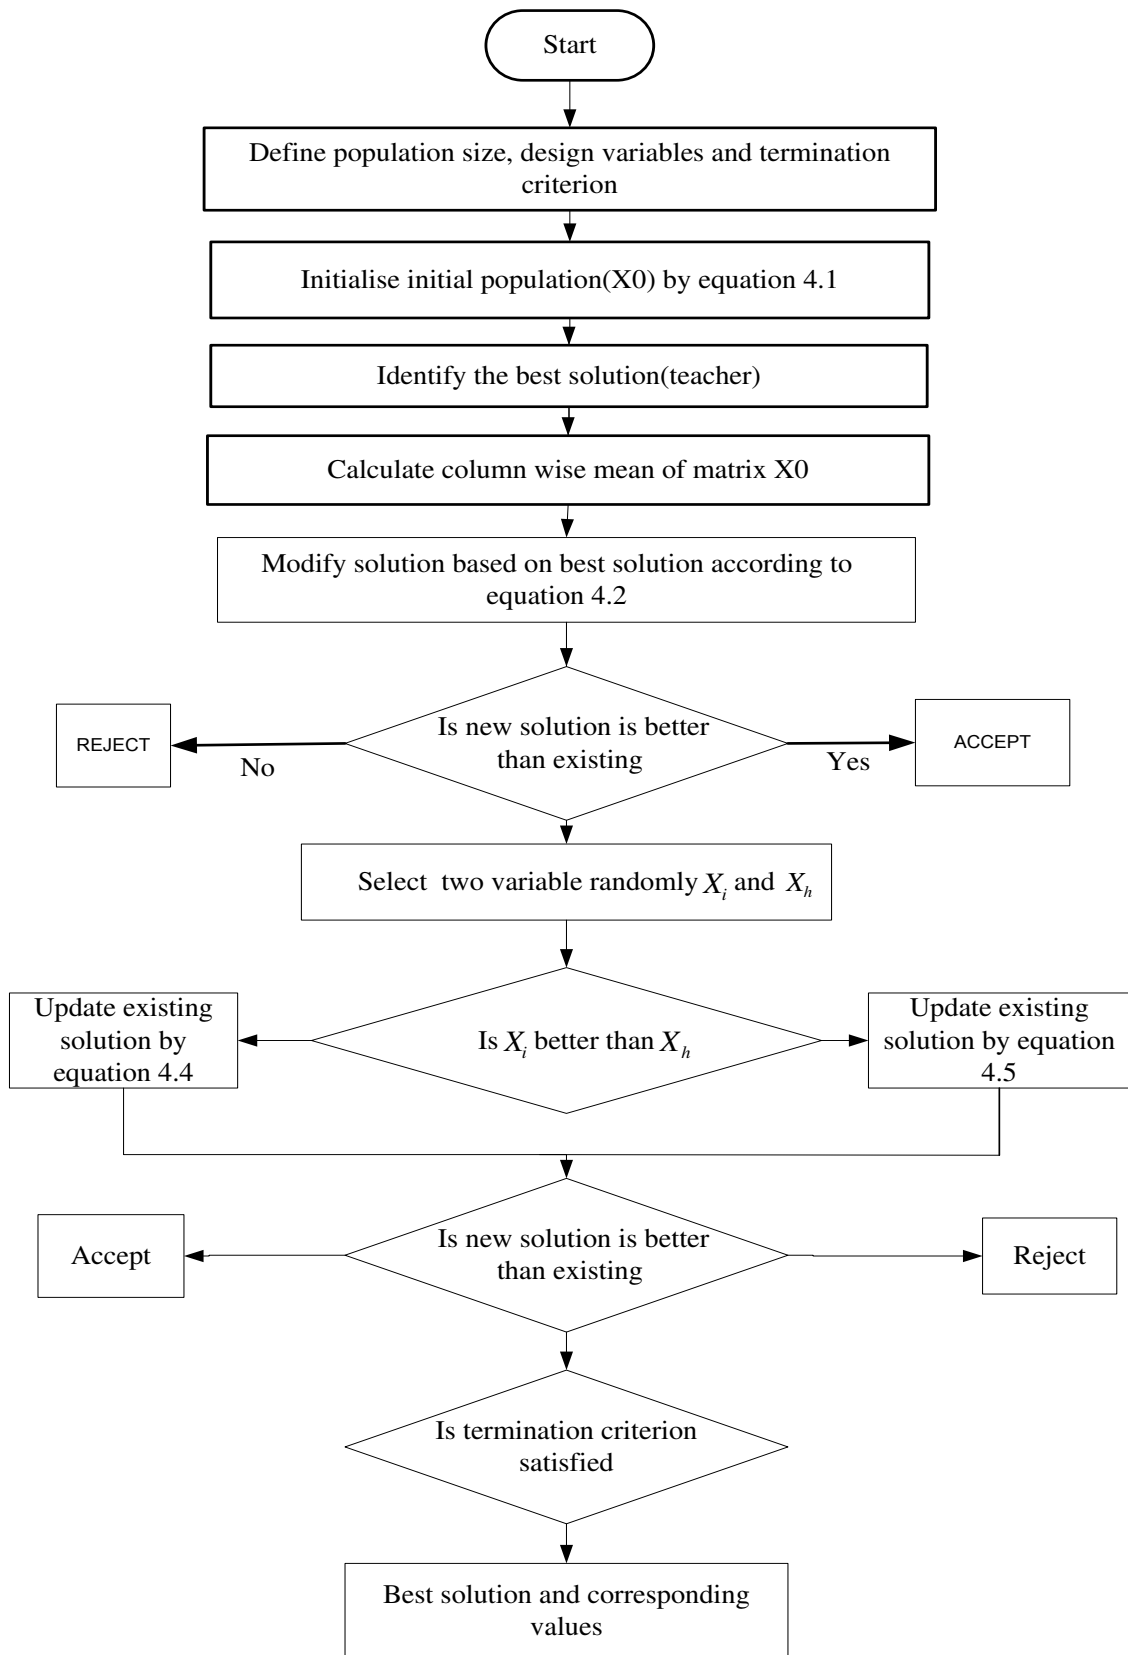 Start
Define population size, design variables and termination
criterion
Initialise initial population(X0) by equation 4.1
Identify the best solution(teacher)
Calculate column wise mean of matrix X0
Modify solution based on best solution according to
equation 4.2
Is new solution is better
than existing
REJECT
No
Yes
ACCEPT
Select two variable randomly X_i and X_h
Is X_i better than X_h
Update existing
solution by
equation 4.4
Update existing
solution by equation
4.5
Is new solution is better
than existing
Accept
Reject
Is termination criterion
satisfied
Best solution and corresponding
values